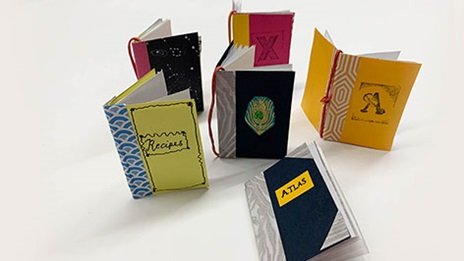 X
A
Recipes
ATLAS